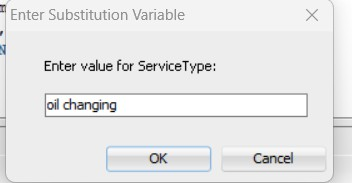 Enter Substitution Variable
Enter value for ServiceType:
oil changing
OK
Cancel